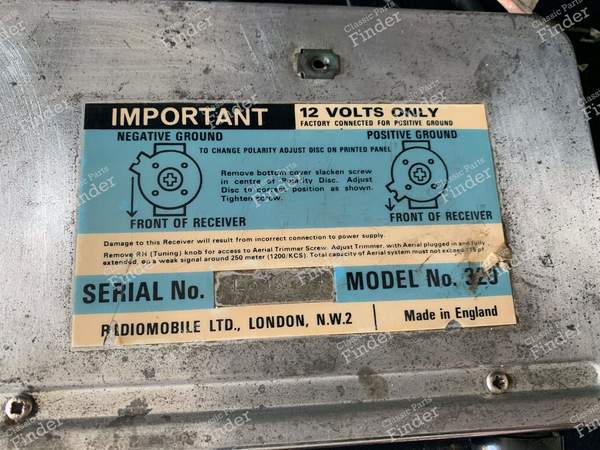 IMPORTANT
12 VOLTS ONLY
FACTORY CONNECTED FOR POSITIVE GROUND
NEGATIVE GROUND
POSITIVE GROUND
TO CHANGE POLARITY ADJUST DISC ON PRINTED PANEL
Remove bottom cover slacken screw
in centre of Polarity Disc. Adjust
Disc to correct position as shown.
Tighten screw.
FRONT OF RECEIVER
FRONT OF RECEIVER
Damage to this Receiver will result from incorrect connection to power supply.
Remove RH (Tuning) knob for access to Aerial Trimmer Screw. Adjust Trimmer, with Aerial plugged in and fully
extended, on a weak signal around 250 meter (1200/KCS). Total capacity of Aerial system must not exceed pf
SERIAL No.
MODEL No. 320
RADIOMOBILE LTD., LONDON, N.W.2
Made in England
Classic Parts
Finder